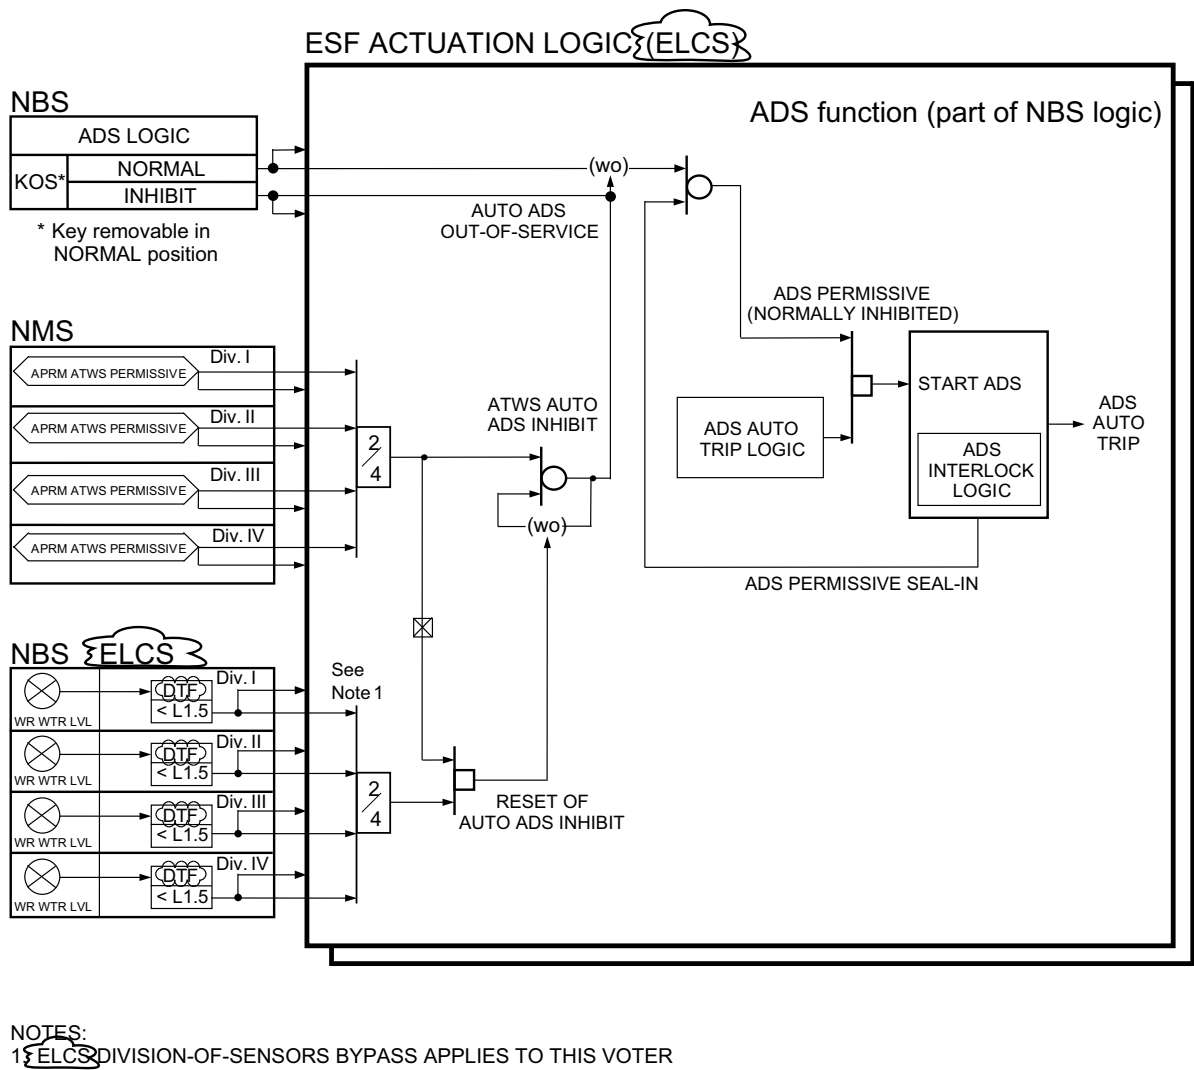 ESF ACTUATION LOGIC (ELCS)
NBS
ADS LOGIC
KOS*
NORMAL
INHIBIT
* Key removable in
NORMAL position
ADS function (part of NBS logic)
(wo)
AUTO ADS
OUT-OF-SERVICE
ADS PERMISSIVE
(NORMALLY INHIBITED)
NMS
APRM ATWS PERMISSIVE
Div. I
APRM ATWS PERMISSIVE
Div. II
APRM ATWS PERMISSIVE
Div. III
APRM ATWS PERMISSIVE
Div. IV
2/4
ATWS AUTO
ADS INHIBIT
(wo)
ADS AUTO
TRIP LOGIC
START ADS
ADS
INTERLOCK
LOGIC
ADS
AUTO
TRIP
ADS PERMISSIVE SEAL-IN
NBS ELCS
See
Note 1
WR WTR LVL
DTF
< L1.5
Div. I
WR WTR LVL
DTF
< L1.5
Div. II
WR WTR LVL
DTF
< L1.5
Div. III
WR WTR LVL
DTF
< L1.5
Div. IV
2/4
RESET OF
AUTO ADS INHIBIT
NOTES:
1. ELCS DIVISION-OF-SENSORS BYPASS APPLIES TO THIS VOTER